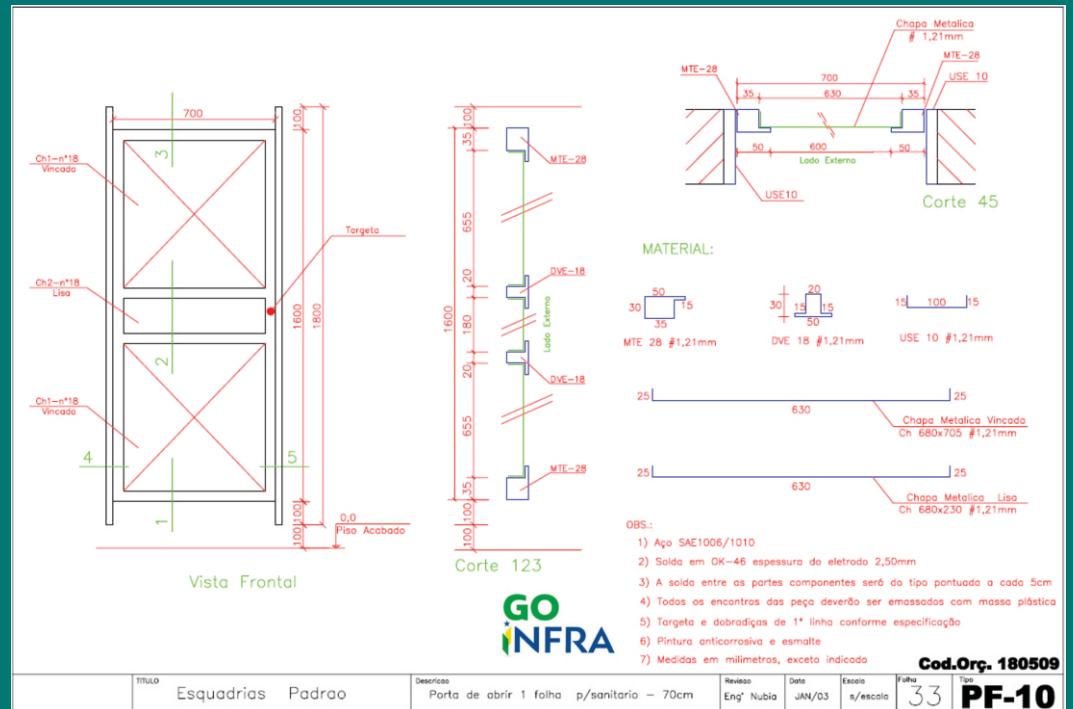 Chapa Metalica
# 1,21mm
MTE-28
MTE-28
USE 10
700
35
630
35
50
600
50
Lado Externo
USE10
Corte 45
700
100
3
Ch1-n°18
Vincada
Targeta
Ch2-n°18
Lisa
1600
1800
2
Ch1-n°18
Vincada
4
5
1
100
100
0,0
Piso Acabado
Vista Frontal
100
35
MTE-28
655
20
DVE-18
1600
180
Lado Externo
20
DVE-18
655
35
MTE-28
100
100
Corte 123
MATERIAL:
50
30
15
35
MTE 28 #1,21mm
20
30
15
15
50
DVE 18 #1,21mm
15
100
15
USE 10 #1,21mm
25
25
630
Chapa Metalica Vincada
Ch 680x705 #1,21mm
25
25
630
Chapa Metalica Lisa
Ch 680x230 #1,21mm
OBS.:
1) Aço SAE1006/1010
2) Solda em OK-46 espessura do eletrodo 2,50mm
3) A solda entre as partes componentes será do tipo pontuada a cada 5cm
4) Todos os encontros das peça deverão ser emassados com massa plástica
5) Targeta e dobradiças de 1ª linha conforme especificação
6) Pintura anticorrosiva e esmalte
7) Medidas em milimetros, exceto indicado
GO
INFRA
Cod.Orç. 180509
TITULO
Esquadrias Padrao
Descricao
Porta de abrir 1 folha p/sanitario - 70cm
Revisao
Eng° Nubia
Data
JAN/03
Escala
s/escala
Folha
33
Tipo
PF-10